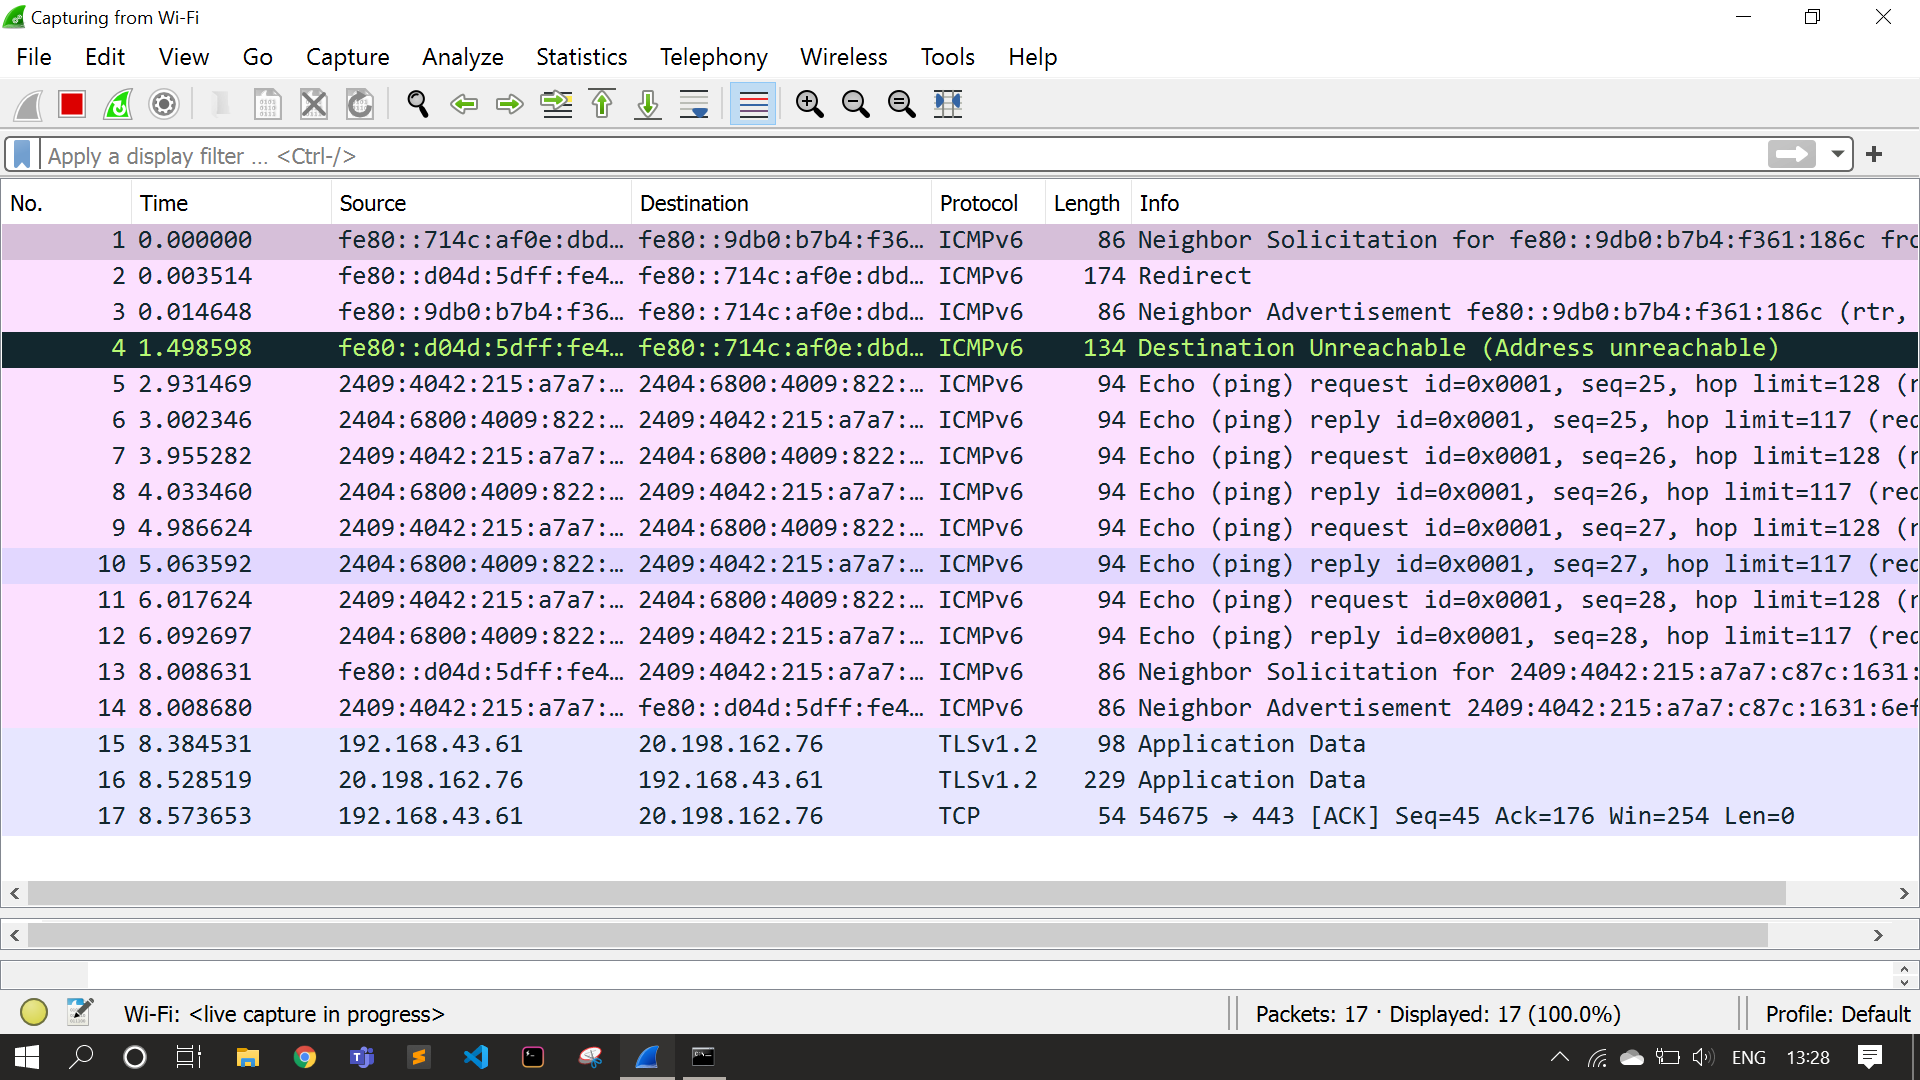 Capturing from Wi-Fi
File Edit View Go Capture Analyze Statistics Telephony Wireless Tools Help
Apply a display filter … <Ctrl-/>
No. Time Source Destination Protocol Length Info
1 0.000000 fe80::714c:af0e:dbd… fe80::9db0:b7b4:f36… ICMPv6 86 Neighbor Solicitation for fe80::9db0:b7b4:f361:186c fro
2 0.003514 fe80::d04d:5dff:fe4… fe80::714c:af0e:dbd… ICMPv6 174 Redirect
3 0.014648 fe80::9db0:b7b4:f36… fe80::714c:af0e:dbd… ICMPv6 86 Neighbor Advertisement fe80::9db0:b7b4:f361:186c (rtr,
4 1.498598 fe80::d04d:5dff:fe4… fe80::714c:af0e:dbd… ICMPv6 134 Destination Unreachable (Address unreachable)
5 2.931469 2409:4042:215:a7a7:… 2404:6800:4009:822:… ICMPv6 94 Echo (ping) request id=0x0001, seq=25, hop limit=128 (r
6 3.002346 2404:6800:4009:822:… 2409:4042:215:a7a7:… ICMPv6 94 Echo (ping) reply id=0x0001, seq=25, hop limit=117 (req
7 3.955282 2409:4042:215:a7a7:… 2404:6800:4009:822:… ICMPv6 94 Echo (ping) request id=0x0001, seq=26, hop limit=128 (r
8 4.033460 2404:6800:4009:822:… 2409:4042:215:a7a7:… ICMPv6 94 Echo (ping) reply id=0x0001, seq=26, hop limit=117 (req
9 4.986624 2409:4042:215:a7a7:… 2404:6800:4009:822:… ICMPv6 94 Echo (ping) request id=0x0001, seq=27, hop limit=128 (r
10 5.063592 2404:6800:4009:822:… 2409:4042:215:a7a7:… ICMPv6 94 Echo (ping) reply id=0x0001, seq=27, hop limit=117 (req
11 6.017624 2409:4042:215:a7a7:… 2404:6800:4009:822:… ICMPv6 94 Echo (ping) request id=0x0001, seq=28, hop limit=128 (r
12 6.092697 2404:6800:4009:822:… 2409:4042:215:a7a7:… ICMPv6 94 Echo (ping) reply id=0x0001, seq=28, hop limit=117 (req
13 8.008631 fe80::d04d:5dff:fe4… 2409:4042:215:a7a7:… ICMPv6 86 Neighbor Solicitation for 2409:4042:215:a7a7:c87c:1631:
14 8.008680 2409:4042:215:a7a7:… fe80::d04d:5dff:fe4… ICMPv6 86 Neighbor Advertisement 2409:4042:215:a7a7:c87c:1631:6ef
15 8.384531 192.168.43.61 20.198.162.76 TLSv1.2 98 Application Data
16 8.528519 20.198.162.76 192.168.43.61 TLSv1.2 229 Application Data
17 8.573653 192.168.43.61 20.198.162.76 TCP 54 54675 → 443 [ACK] Seq=45 Ack=176 Win=254 Len=0
Wi-Fi: <live capture in progress> Packets: 17 · Displayed: 17 (100.0%) Profile: Default
ENG 13:28